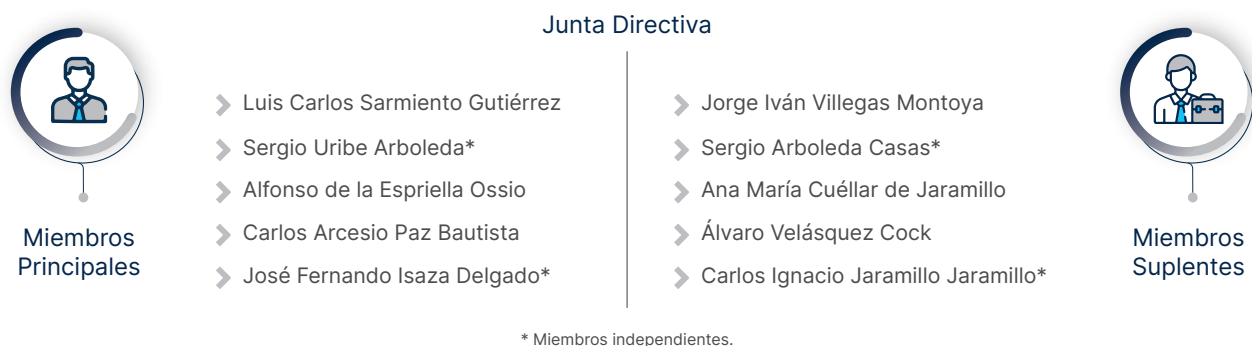 Junta Directiva
Miembros
Principales
Luis Carlos Sarmiento Gutiérrez
Sergio Uribe Arboleda*
Alfonso de la Espriella Ossio
Carlos Arcesio Paz Bautista
José Fernando Isaza Delgado*
Jorge Iván Villegas Montoya
Sergio Arboleda Casas*
Ana María Cuéllar de Jaramillo
Álvaro Velásquez Cock
Carlos Ignacio Jaramillo Jaramillo*
Miembros
Suplentes
* Miembros independientes.